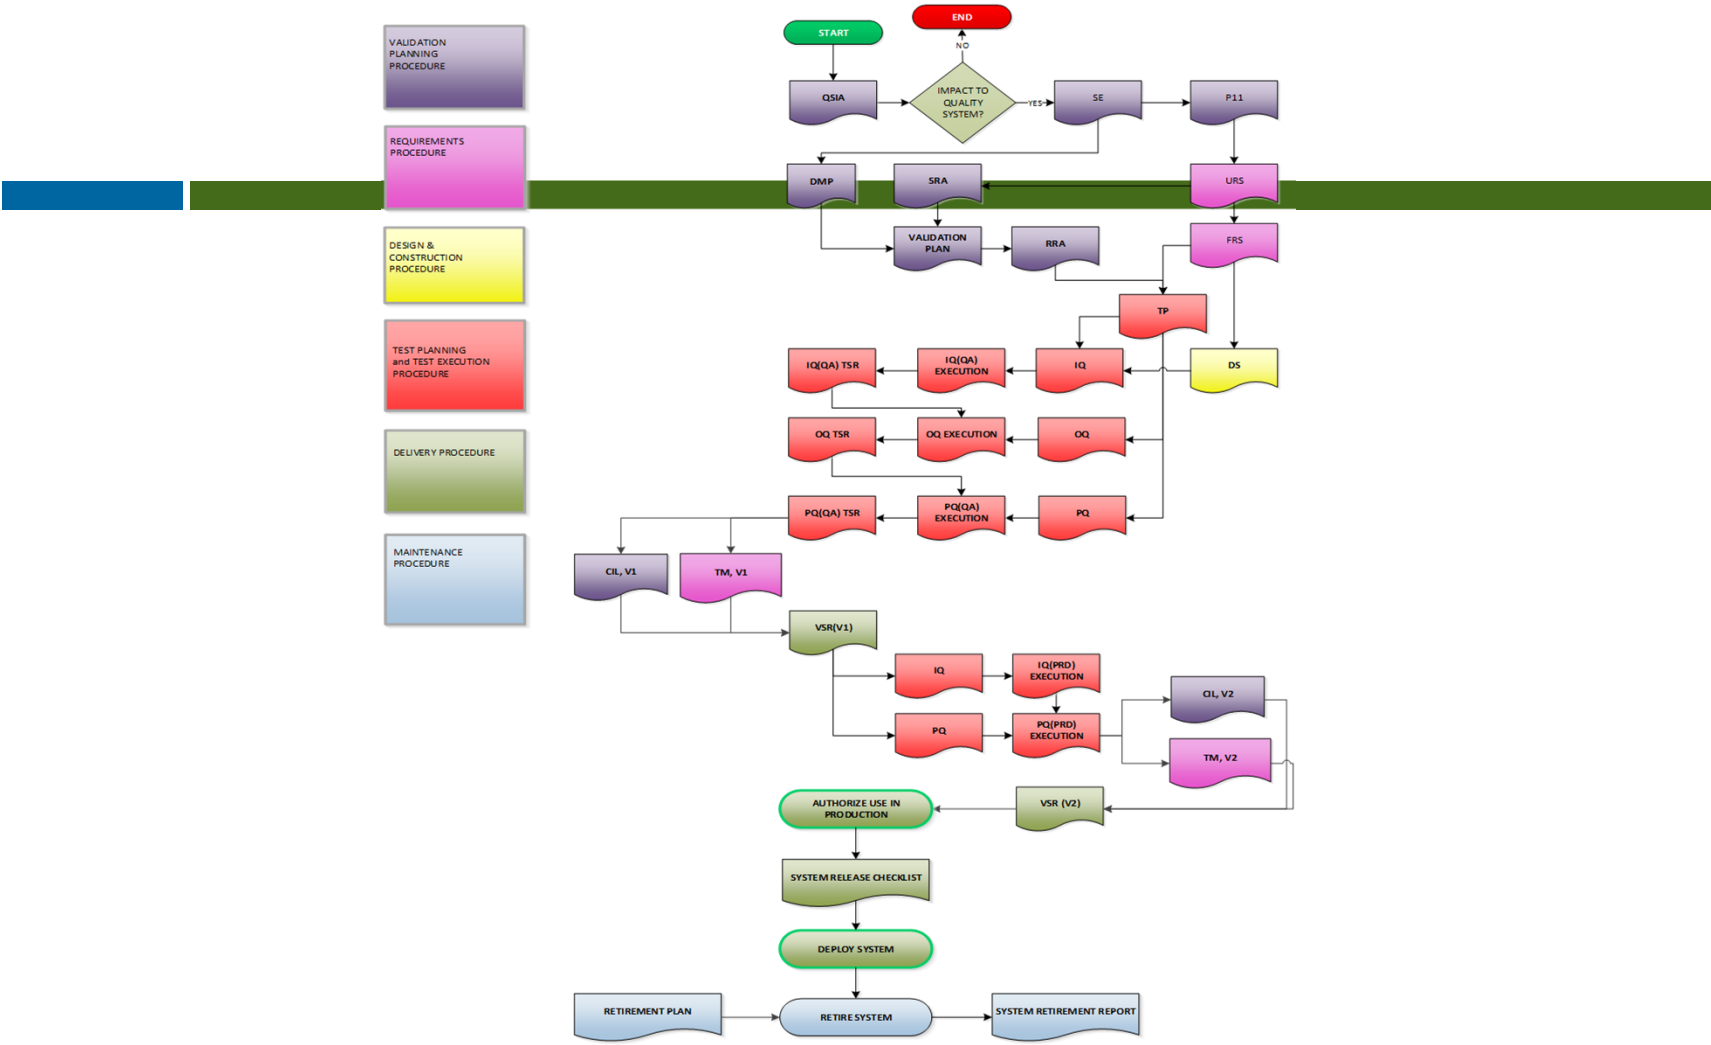 VALIDATION
PLANNING
PROCEDURE
REQUIREMENTS
PROCEDURE
DESIGN &
CONSTRUCTION
PROCEDURE
TEST PLANNING
and TEST EXECUTION
PROCEDURE
DELIVERY PROCEDURE
MAINTENANCE
PROCEDURE
END
START
NO
QSIA
IMPACT TO
QUALITY
SYSTEM?
YES
SE
P11
DMP
SRA
URS
VALIDATION
PLAN
RRA
FRS
TP
IQ(QA) TSR
IQ(QA)
EXECUTION
IQ
DS
OQ TSR
OQ EXECUTION
OQ
PQ(QA) TSR
PQ(QA)
EXECUTION
PQ
CIL, V1
TM, V1
VSR(V1)
IQ
IQ(PRD)
EXECUTION
PQ
PQ(PRD)
EXECUTION
CIL, V2
TM, V2
VSR (V2)
AUTHORIZE USE IN
PRODUCTION
SYSTEM RELEASE CHECKLIST
DEPLOY SYSTEM
RETIREMENT PLAN
RETIRE SYSTEM
SYSTEM RETIREMENT REPORT